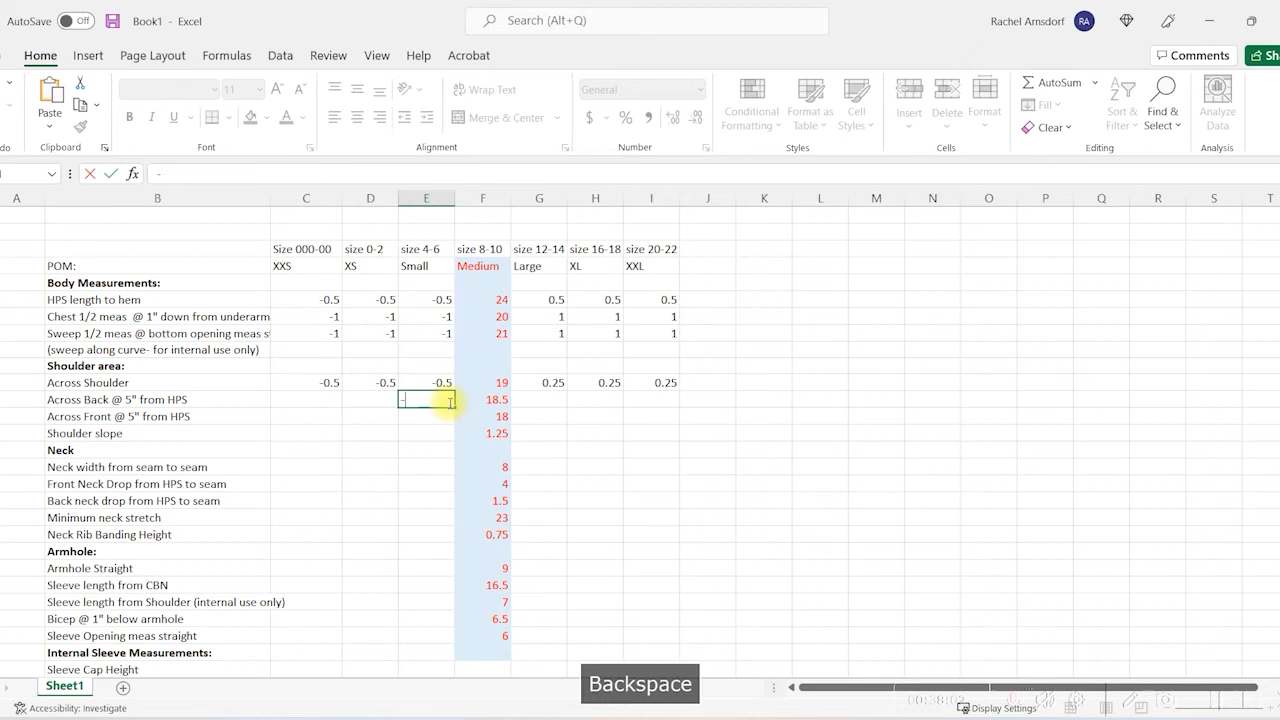 AutoSave Off Book1 - Excel Search (Alt+Q) Rachel Arnsdorf RA
Home Insert Page Layout Formulas Data Review View Help Acrobat Comments Sh
Paste 11 Wrap Text General Conditional Formatting Format as Table Cell Styles Insert Delete Format AutoSum Fill Clear Sort & Filter Find & Select Analyze Data
B I U Merge & Center $ % 9
do Clipboard Font Alignment Number Styles Cells Editing Analysis
fx -
A B C D E F G H I J K L M N O P Q R S T
Size 000-00 size 0-2 size 4-6 size 8-10 size 12-14 size 16-18 size 20-22
POM: XXS XS Small Medium Large XL XXL
Body Measurements:
HPS length to hem -0.5 -0.5 -0.5 24 0.5 0.5 0.5
Chest 1/2 meas @ 1" down from underarm -1 -1 -1 20 1 1 1
Sweep 1/2 meas @ bottom opening meas st -1 -1 -1 21 1 1 1
(sweep along curve- for internal use only)
Shoulder area:
Across Shoulder -0.5 -0.5 -0.5 19 0.25 0.25 0.25
Across Back @ 5" from HPS - 18.5
Across Front @ 5" from HPS 18
Shoulder slope 1.25
Neck
Neck width from seam to seam 8
Front Neck Drop from HPS to seam 4
Back neck drop from HPS to seam 1.5
Minimum neck stretch 23
Neck Rib Banding Height 0.75
Armhole:
Armhole Straight 9
Sleeve length from CBN 16.5
Sleeve length from Shoulder (internal use only) 7
Bicep @ 1" below armhole 6.5
Sleeve Opening meas straight 6
Internal Sleeve Measurements:
Sleeve Cap Height
Backspace
Sheet1
Accessibility: Investigate 00:38:02 Display Settings